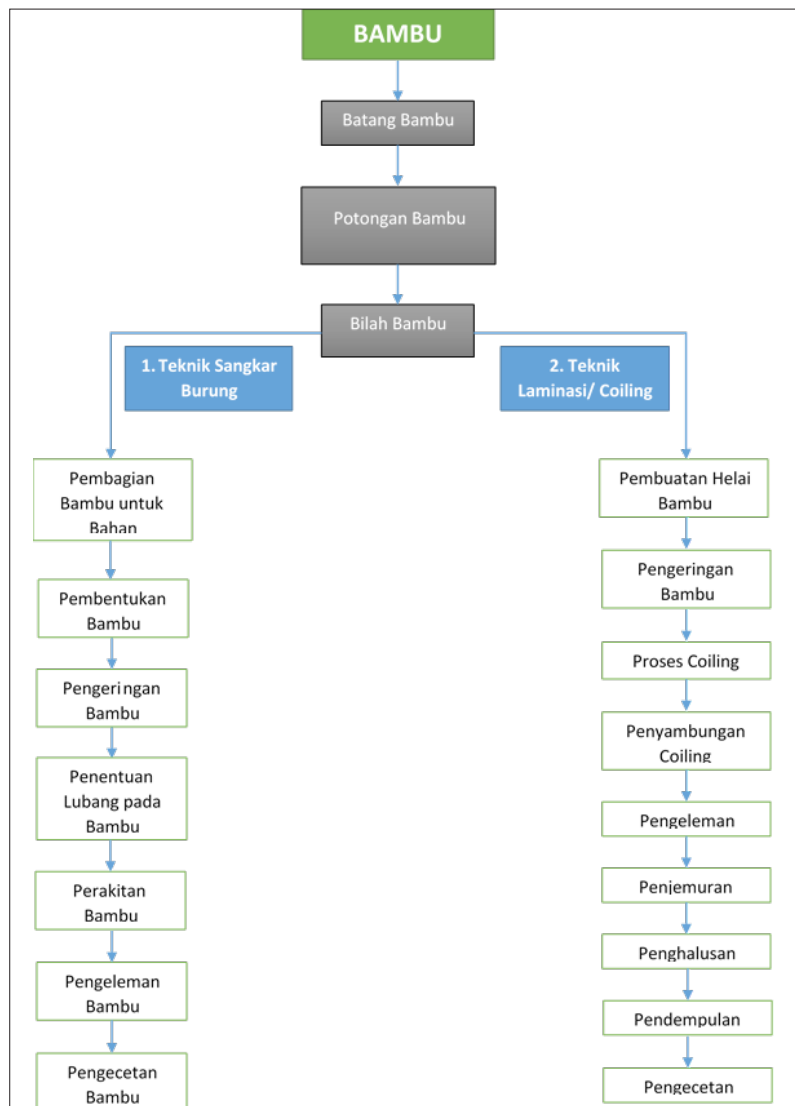 BAMBU
Batang Bambu
Potongan Bambu
Bilah Bambu
1. Teknik Sangkar
Burung
2. Teknik
Laminasi/ Coiling
Pembagian
Bambu untuk
Bahan
Pembentukan
Bambu
Pengeringan
Bambu
Penentuan
Lubang pada
Bambu
Perakitan
Bambu
Pengeleman
Bambu
Pengecetan
Bambu
Pembuatan Helai
Bambu
Pengeringan
Bambu
Proses Coiling
Penyambungan
Coiling
Pengeleman
Penjemuran
Penghalusan
Pendempulan
Pengecetan